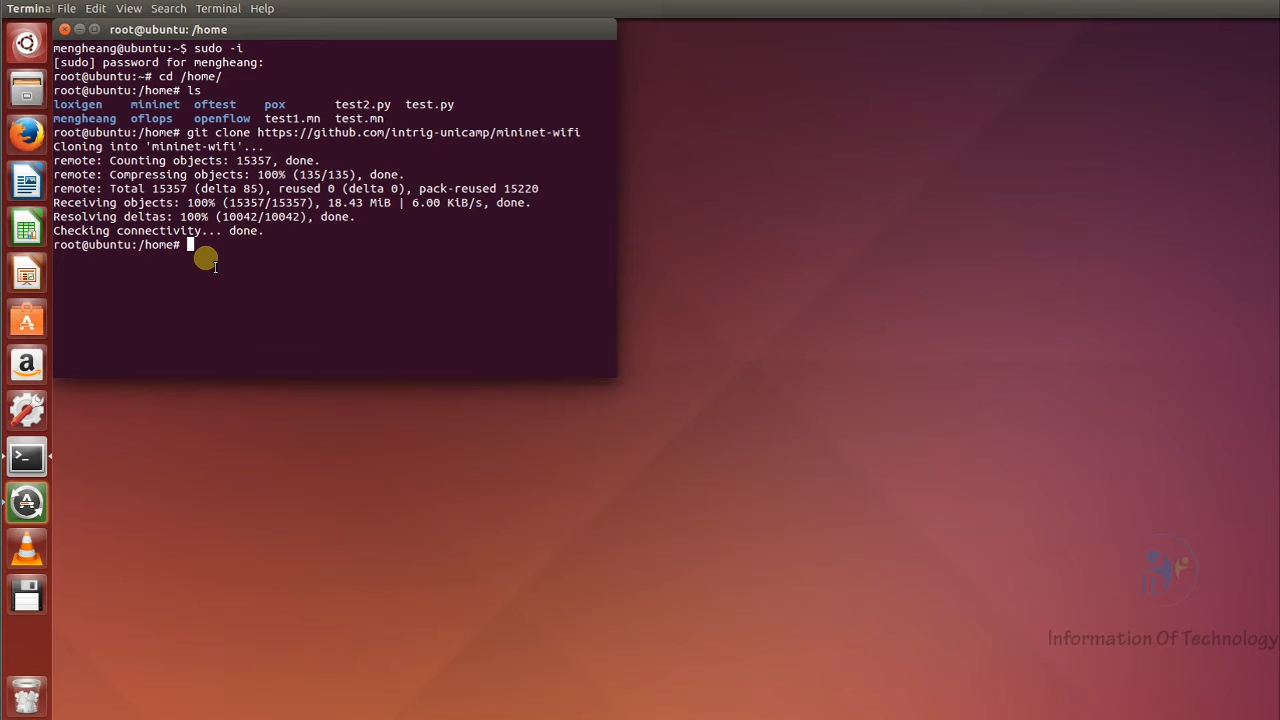 Terminal File Edit View Search Terminal Help
root@ubuntu: /home
mengheang@ubuntu:~$ sudo -i
[sudo] password for mengheang:
root@ubuntu:~# cd /home/
root@ubuntu:/home# ls
loxigen mininet oftest pox test2.py test.py
mengheang oflops openflow test1.mn test.mn
root@ubuntu:/home# git clone https://github.com/intrig-unicamp/mininet-wifi
Cloning into 'mininet-wifi'...
remote: Counting objects: 15357, done.
remote: Compressing objects: 100% (135/135), done.
remote: Total 15357 (delta 85), reused 0 (delta 0), pack-reused 15220
Receiving objects: 100% (15357/15357), 18.43 MiB | 6.00 KiB/s, done.
Resolving deltas: 100% (10042/10042), done.
Checking connectivity... done.
root@ubuntu:/home#
Information Of Technology